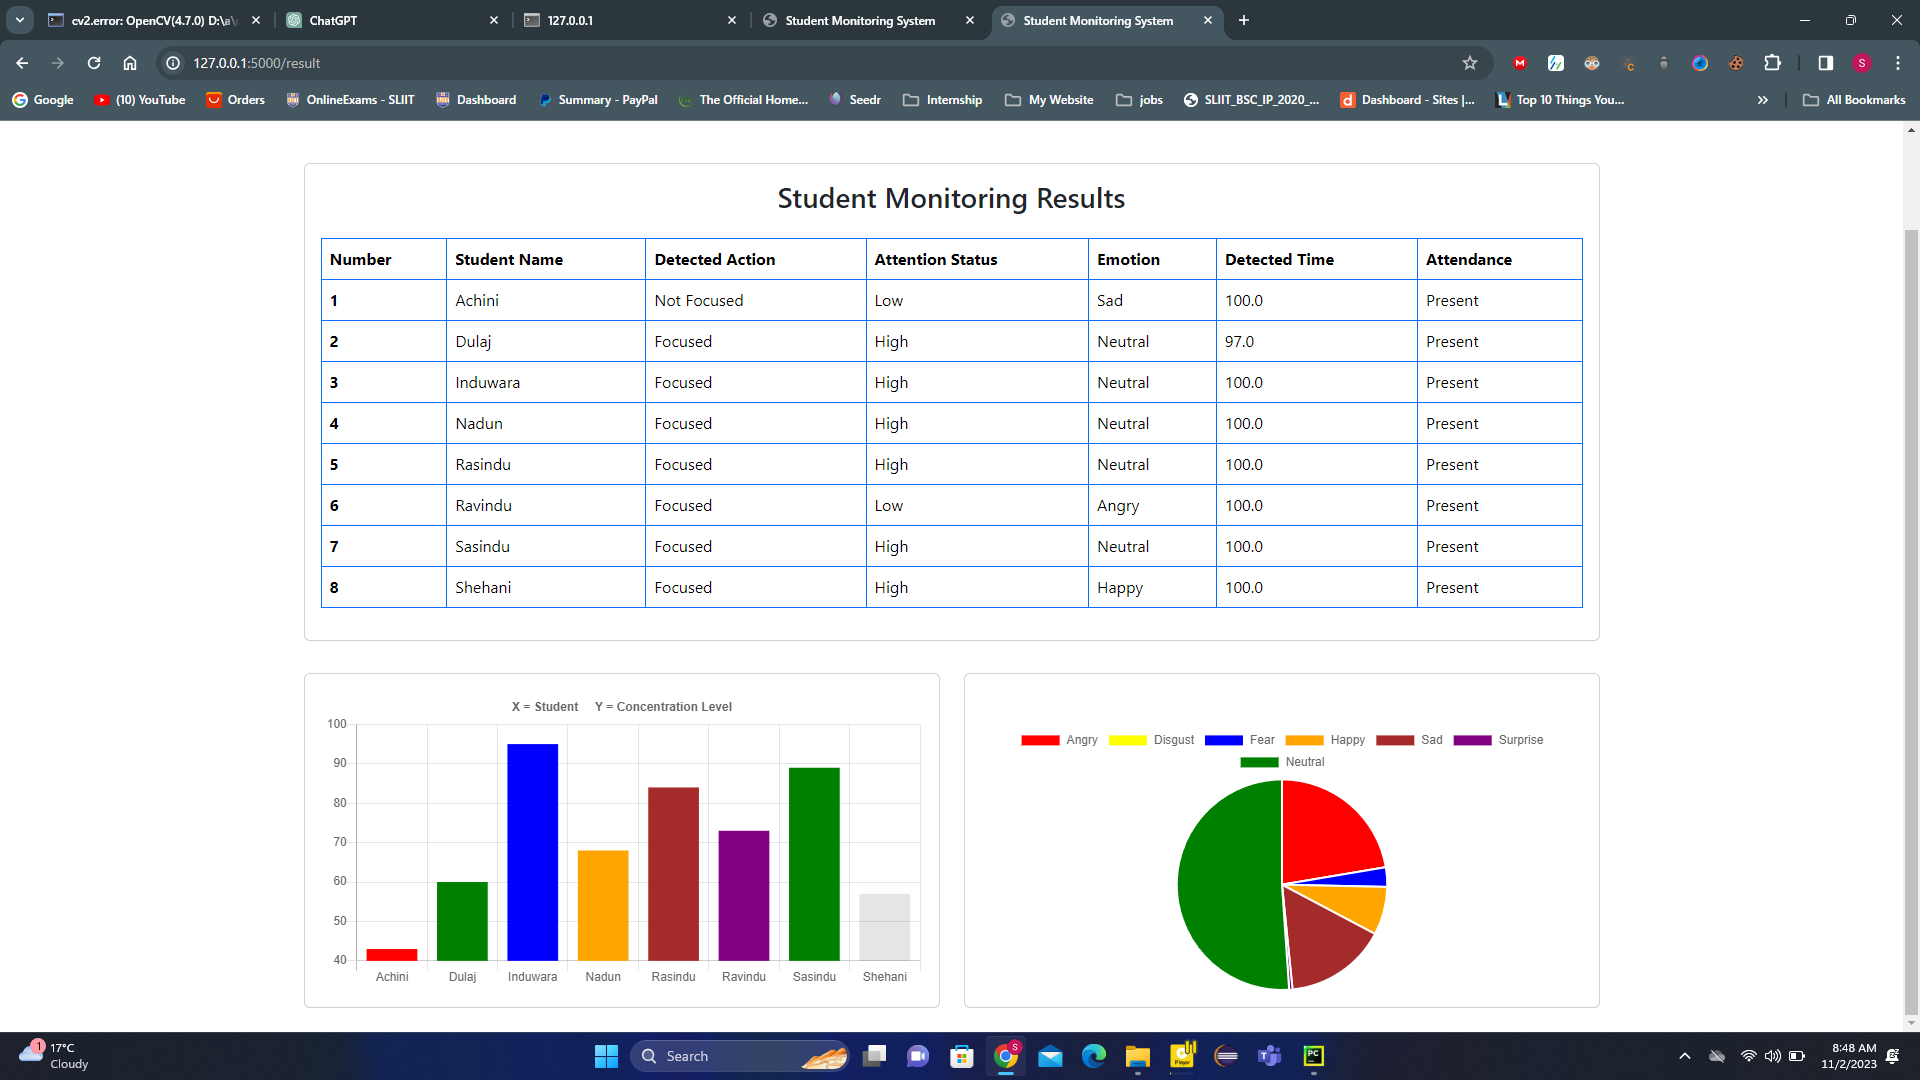 cv2.error: OpenCV(4.7.0) D:\a\
ChatGPT
127.0.0.1
Student Monitoring System
Student Monitoring System
127.0.0.1:5000/result
Google
(10) YouTube
Orders
OnlineExams - SLIIT
Dashboard
Summary - PayPal
The Official Home...
Seedr
Internship
My Website
jobs
SLIIT_BSC_IP_2020_...
Dashboard - Sites |...
Top 10 Things You...
All Bookmarks
Student Monitoring Results
Number Student Name Detected Action Attention Status Emotion Detected Time Attendance
1 Achini Not Focused Low Sad 100.0 Present
2 Dulaj Focused High Neutral 97.0 Present
3 Induwara Focused High Neutral 100.0 Present
4 Nadun Focused High Neutral 100.0 Present
5 Rasindu Focused High Neutral 100.0 Present
6 Ravindu Focused Low Angry 100.0 Present
7 Sasindu Focused High Neutral 100.0 Present
8 Shehani Focused High Happy 100.0 Present
X = Student Y = Concentration Level
100
90
80
70
60
50
40
Achini Dulaj Induwara Nadun Rasindu Ravindu Sasindu Shehani
Angry Disgust Fear Happy Sad Surprise
Neutral
1
17°C
Cloudy
Search
8:48 AM
11/2/2023